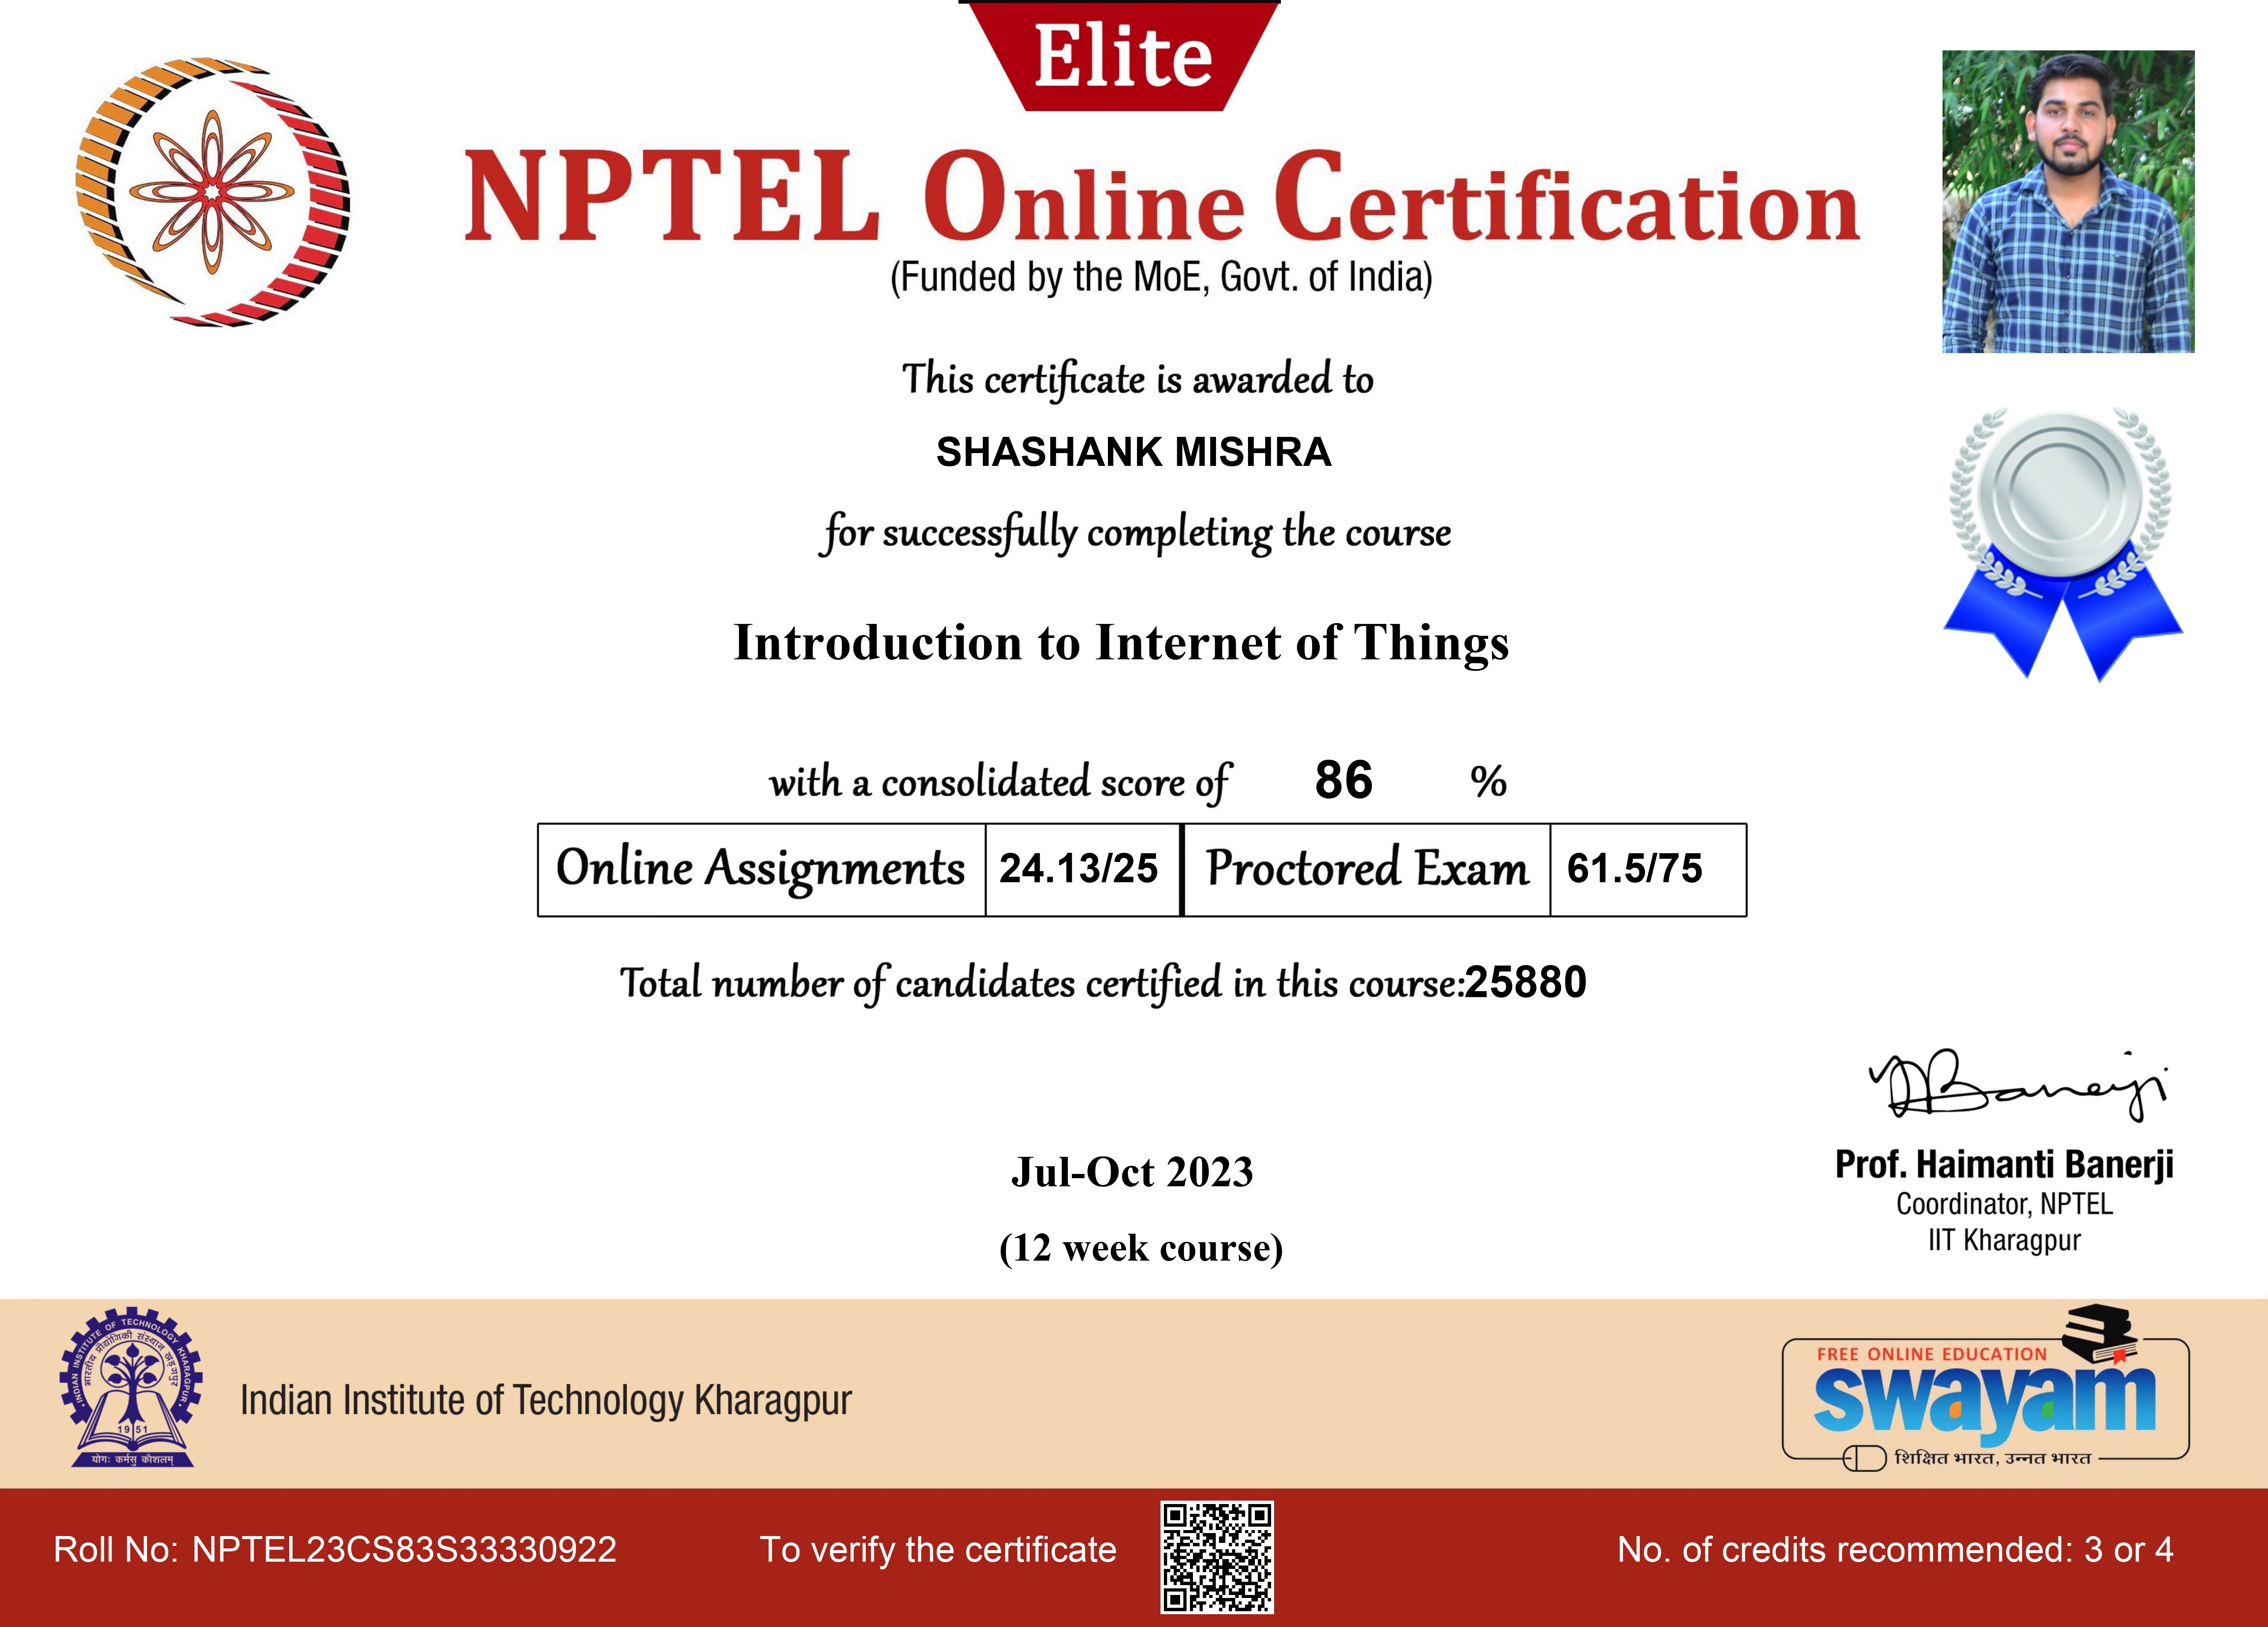 Elite
NPTEL Online Certification
(Funded by the MoE, Govt. of India)
This certificate is awarded to
SHASHANK MISHRA
for successfully completing the course
Introduction to Internet of Things
with a consolidated score of 86 %
Online Assignments 24.13/25 Proctored Exam 61.5/75
Total number of candidates certified in this course:25880
Banerji
Prof. Haimanti Banerji
Coordinator, NPTEL
IIT Kharagpur
Jul-Oct 2023
(12 week course)
INDIAN INSTITUTE OF TECHNOLOGY KHARAGPUR
भारतीय प्रौद्योगिकी संस्थान खड़गपुर
1951
योगः कर्मसु कौशलम्
Indian Institute of Technology Kharagpur
FREE ONLINE EDUCATION
swayam
शिक्षित भारत, उन्नत भारत
Roll No: NPTEL23CS83S33330922
To verify the certificate
No. of credits recommended: 3 or 4